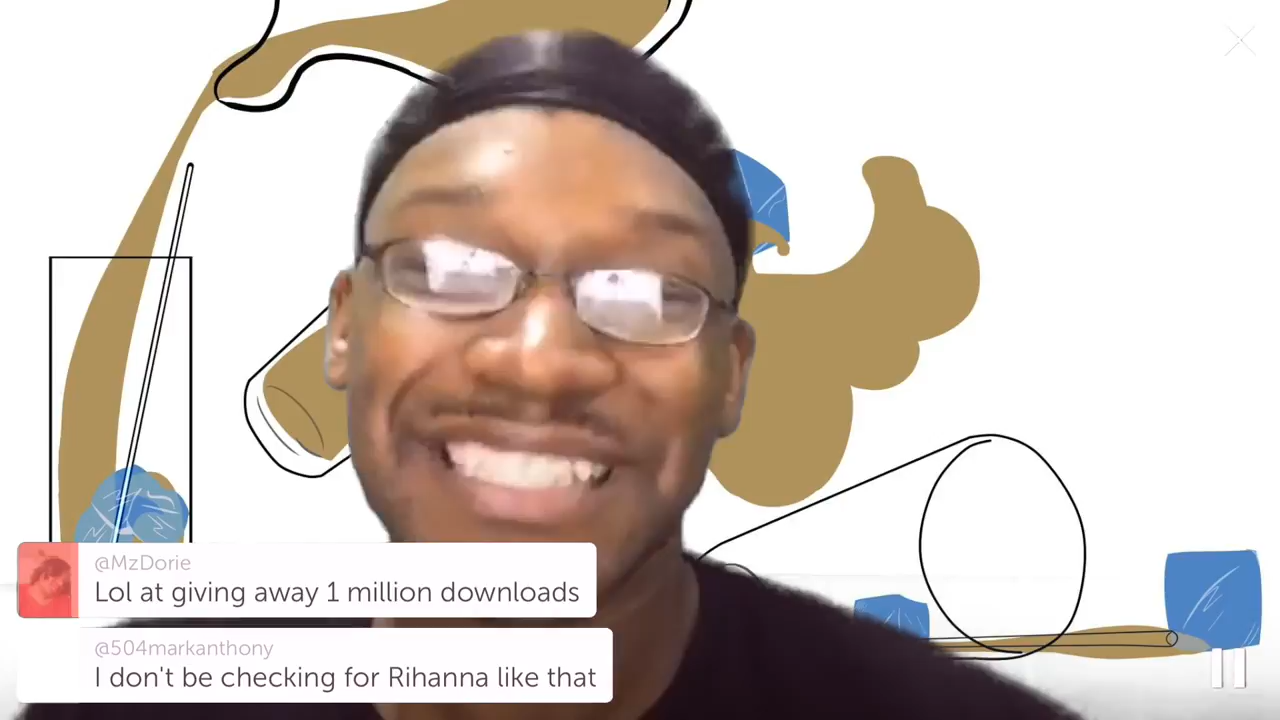 @MzDorie
Lol at giving away 1 million downloads
@504markanthony
I don't be checking for Rihanna like that